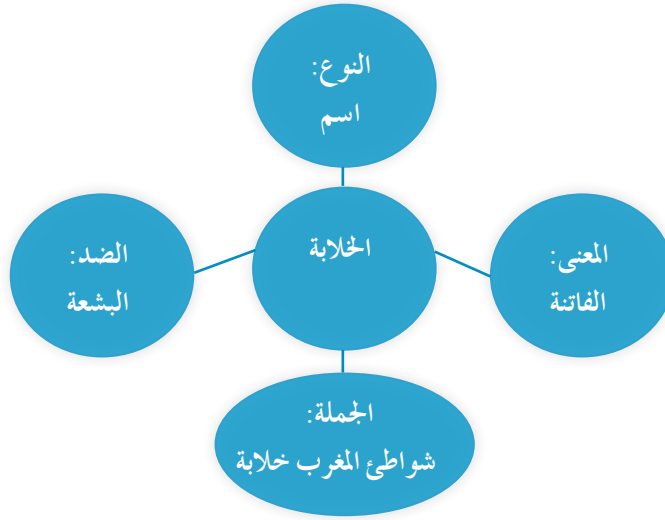 النوع:
اسم
الخلابة
المعنى:
الفاتنة
الضد:
البشعة
الجملة:
شواطئ المغرب خلابة